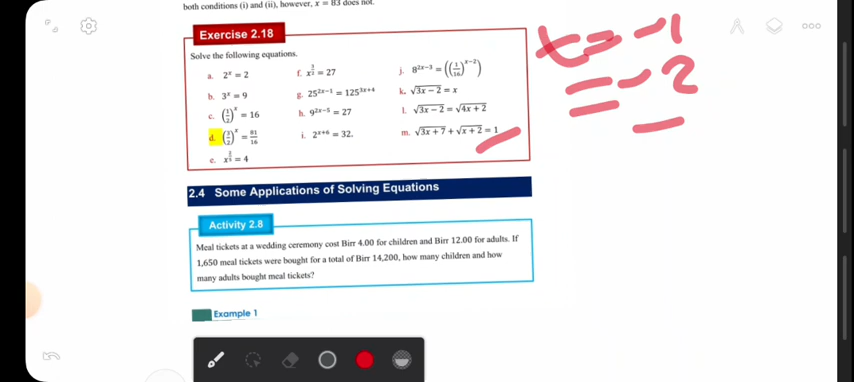 both conditions (i) and (ii), however, x = 83 does not.
Exercise 2.18
Solve the following equations.
a. 2^x = 2
b. 3^x = 9
c. (1/2)^x = 16
d. (3/2)^x = 81/16
e. x^(2/3) = 4
f. x^(3/2) = 27
g. 25^(2x−1) = 125^(3x+4)
h. 9^(2x−5) = 27
i. 2^(x+6) = 32.
j. 8^(2x−3) = ((1/16)^(x−2))
k. √(3x − 2) = x
l. √(3x − 2) = √(4x + 2)
m. √(3x + 7) + √(x + 2) = 1
x = -1
= -2
2.4 Some Applications of Solving Equations
Activity 2.8
Meal tickets at a wedding ceremony cost Birr 4.00 for children and Birr 12.00 for adults. If
1,650 meal tickets were bought for a total of Birr 14,200, how many children and how
many adults bought meal tickets?
Example 1